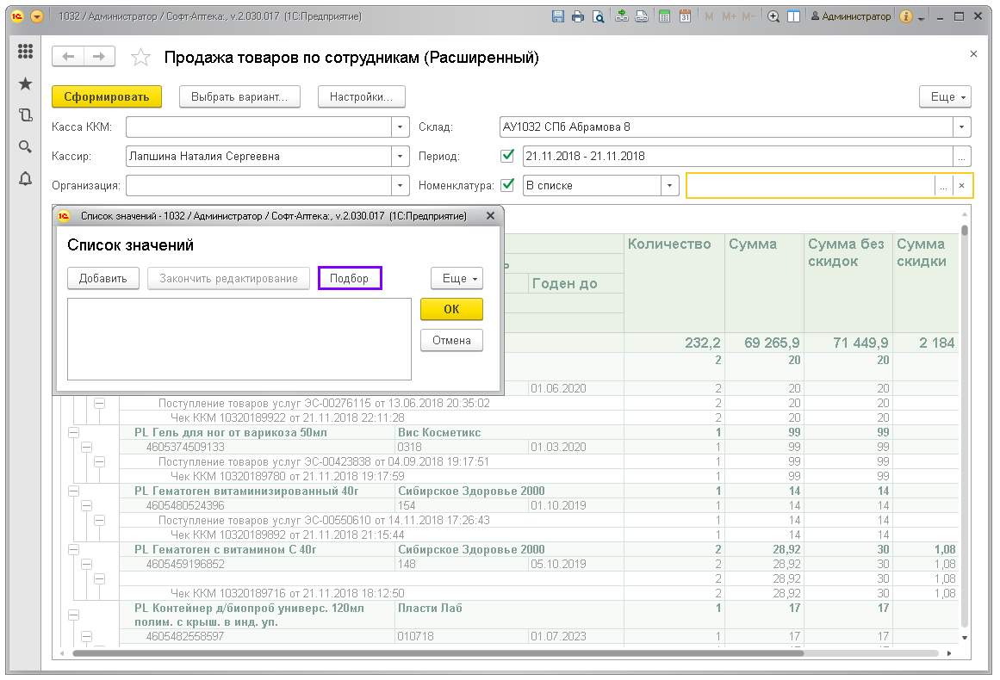 1032 / Администратор / Софт-Аптека:, v.2.030.017 [1С:Предприятие]
M M+ M- Администратор
Продажа товаров по сотрудникам (Расширенный)
Сформировать Выбрать вариант... Настройки... Еще
Касса ККМ: Склад: АУ1032 СПб Абрамова 8
Кассир: Лапшина Наталия Сергеевна Период: 21.11.2018 - 21.11.2018 ...
Организация: Номенклатура: В списке ... ×
Список значений - 1032 / Администратор / Софт-Аптека:, v.2.030.017 (1С:Предприятие)
Список значений
Добавить Закончить редактирование Подбор Еще
ОК
Отмена
Количество Сумма Сумма без скидок Сумма скидки
Годен до
232,2 69 265,9 71 449,9 2 184
2 20 20
01.06.2020 2 20 20
Поступление товаров услуг ЭС-00276115 от 13.06.2018 20:35:02 2 20 20
Чек ККМ 10320189922 от 21.11.2018 22:11:28 2 20 20
PL Гель для ног от варикоза 50мл Вис Косметикс 1 99 99
4605374509133 0318 01.03.2020 1 99 99
Поступление товаров услуг ЭС-00423838 от 04.09.2018 19:17:51 1 99 99
Чек ККМ 10320189780 от 21.11.2018 19:17:59 1 99 99
PL Гематоген витаминизированный 40г Сибирское Здоровье 2000 1 14 14
4605480524396 154 01.10.2019 1 14 14
Поступление товаров услуг ЭС-00550610 от 14.11.2018 17:26:43 1 14 14
Чек ККМ 10320189892 от 21.11.2018 21:15:44 1 14 14
PL Гематоген с витамином С 40г Сибирское Здоровье 2000 2 28,92 30 1,08
4605459196852 148 05.10.2019 2 28,92 30 1,08
2 28,92 30 1,08
Чек ККМ 10320189716 от 21.11.2018 18:12:50 2 28,92 30 1,08
PL Контейнер д/биопроб универс. 120мл Пласти Лаб 1 17 17
полим. с крыш. в инд. уп.
4605482558597 010718 01.07.2023 1 17 17